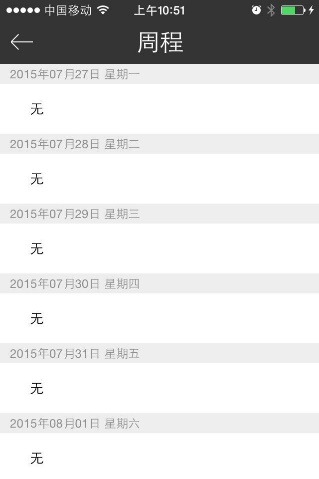 中国移动 上午10:51
周程
2015年07月27日 星期一
无
2015年07月28日 星期二
无
2015年07月29日 星期三
无
2015年07月30日 星期四
无
2015年07月31日 星期五
无
2015年08月01日 星期六
无